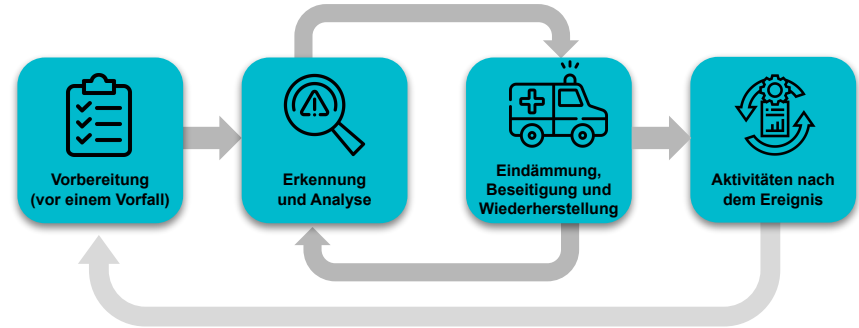 Vorbereitung
(vor einem Vorfall)
Erkennung
und Analyse
Eindämmung,
Beseitigung und
Wiederherstellung
Aktivitäten nach
dem Ereignis